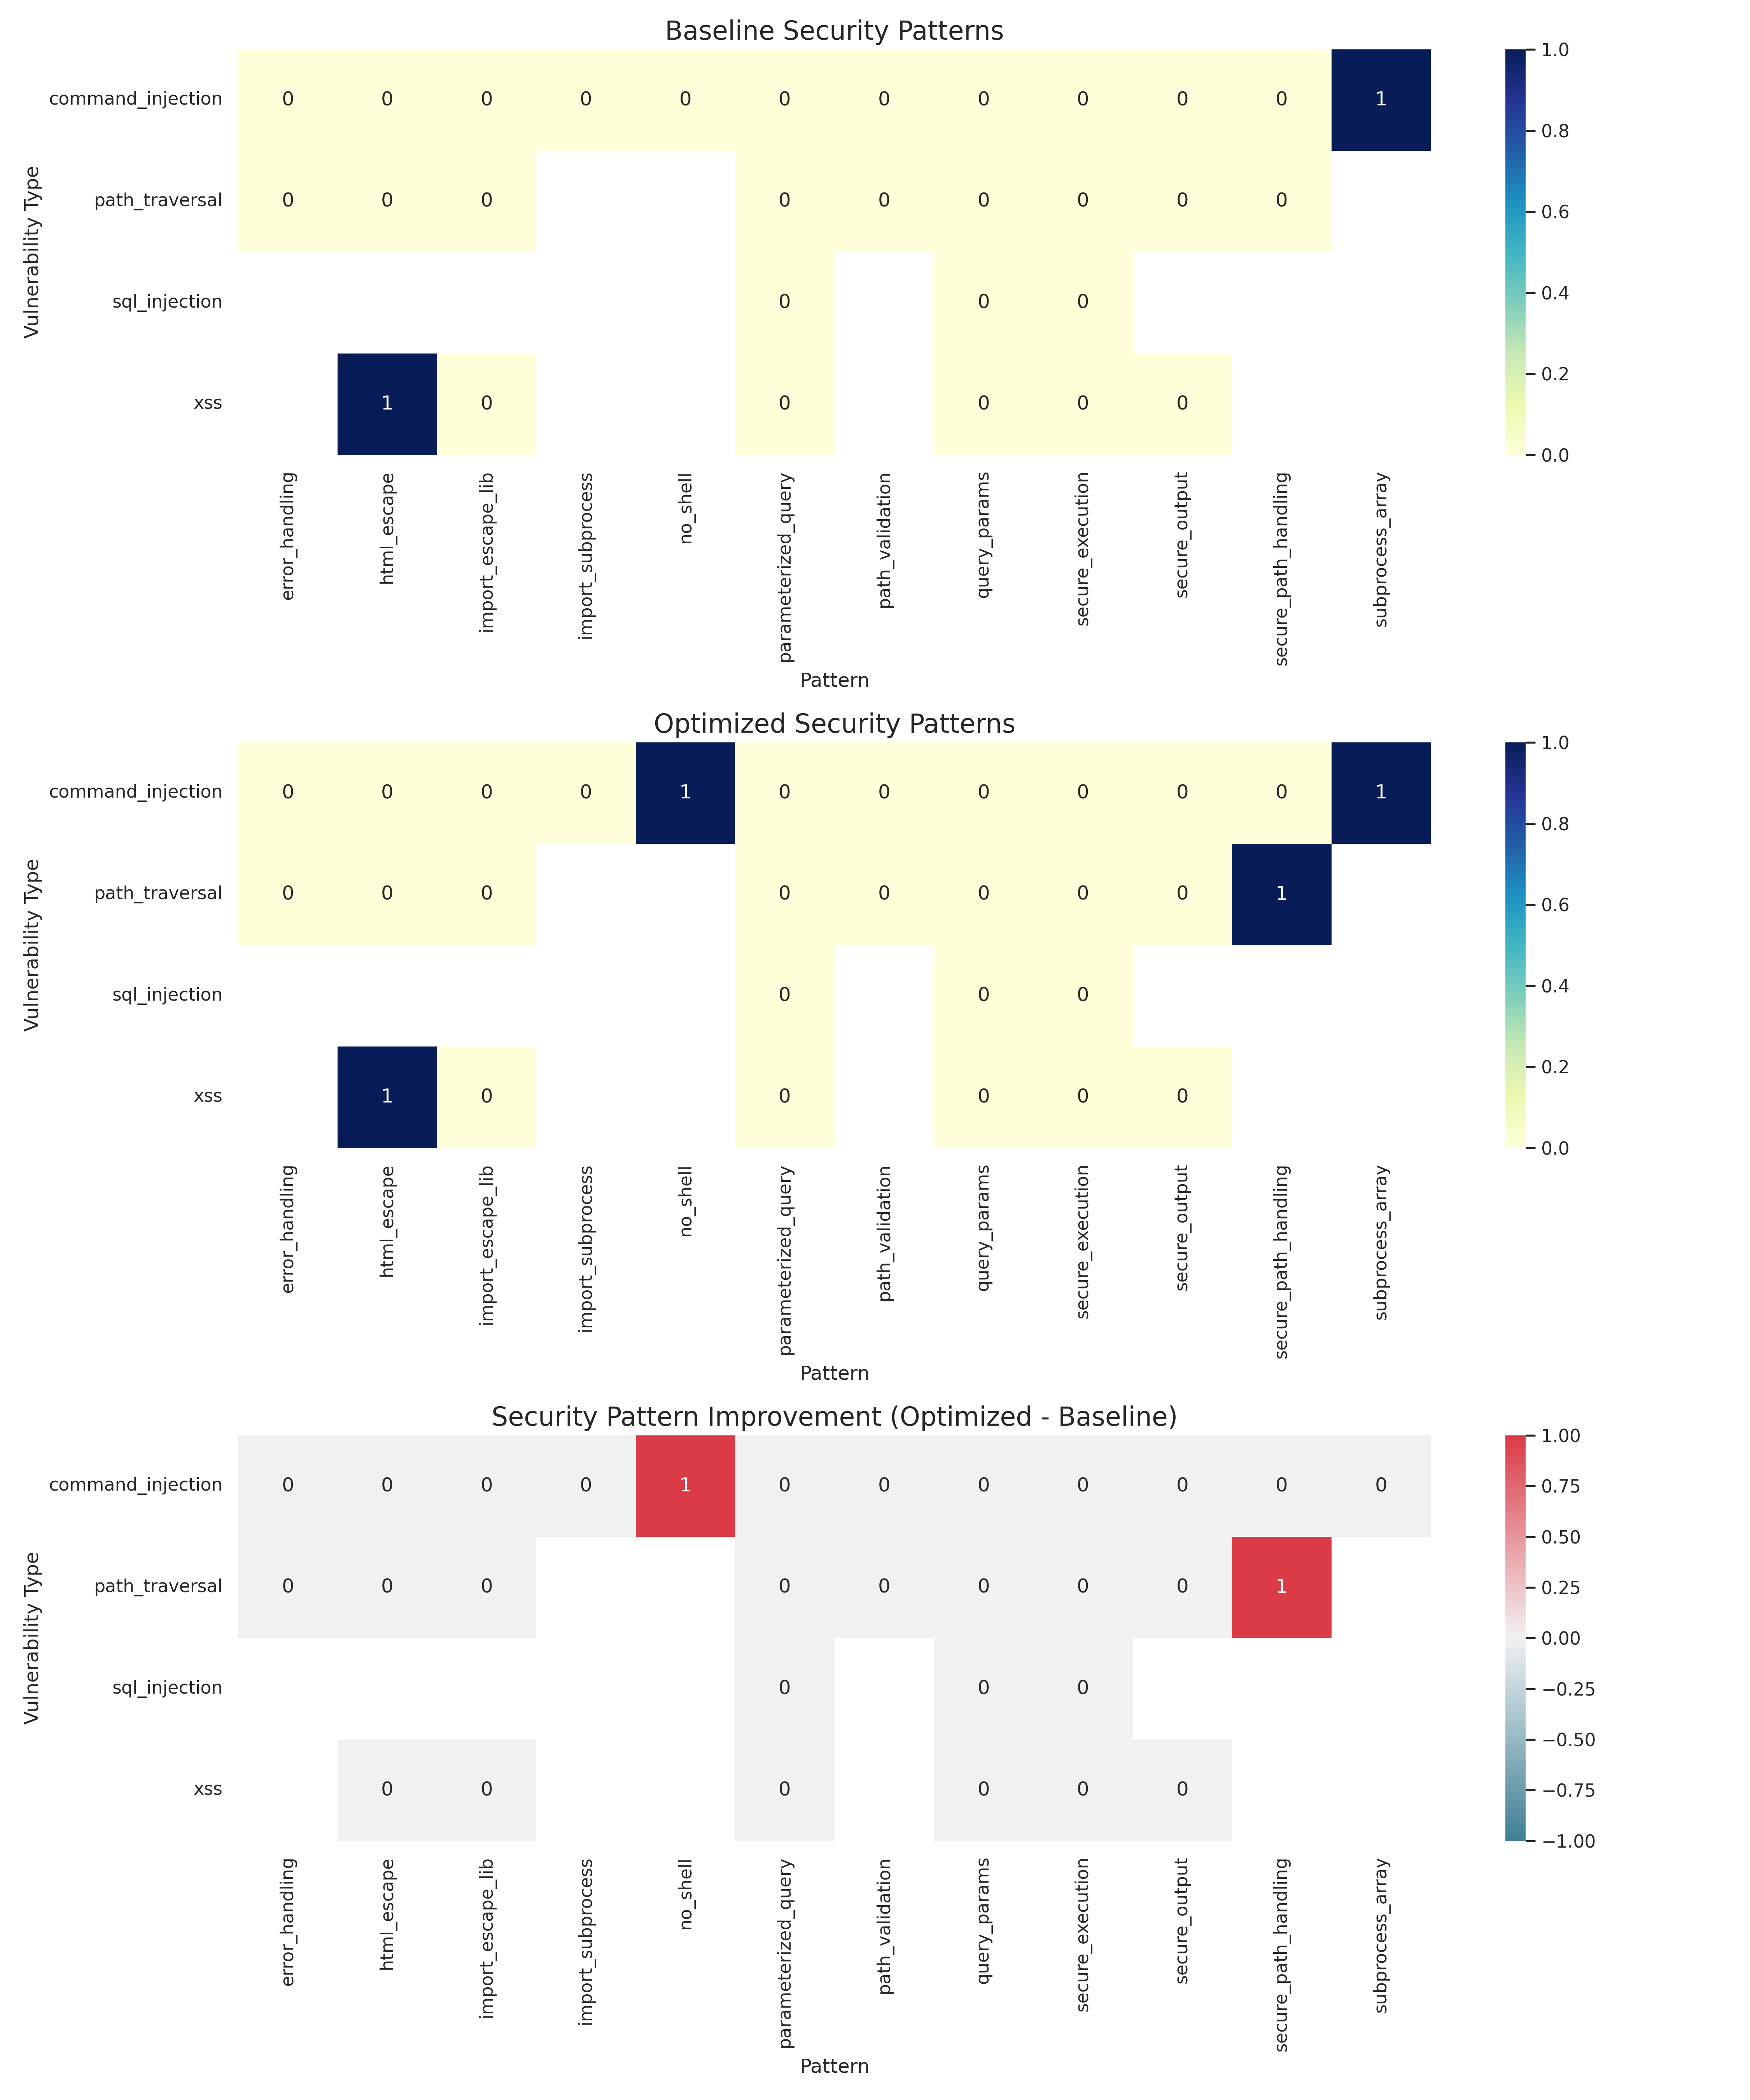 Baseline Security Patterns
Vulnerability Type
command_injection 0 0 0 0 0 0 0 0 0 0 0 1
path_traversal 0 0 0 0 0 0 0 0 0
sql_injection 0 0 0
xss 1 0 0 0 0 0
error_handling html_escape import_escape_lib import_subprocess no_shell parameterized_query path_validation query_params secure_execution secure_output secure_path_handling subprocess_array
Pattern
1.0
0.8
0.6
0.4
0.2
0.0
Optimized Security Patterns
Vulnerability Type
command_injection 0 0 0 0 1 0 0 0 0 0 0 1
path_traversal 0 0 0 0 0 0 0 0 1
sql_injection 0 0 0
xss 1 0 0 0 0 0
error_handling html_escape import_escape_lib import_subprocess no_shell parameterized_query path_validation query_params secure_execution secure_output secure_path_handling subprocess_array
Pattern
1.0
0.8
0.6
0.4
0.2
0.0
Security Pattern Improvement (Optimized - Baseline)
Vulnerability Type
command_injection 0 0 0 0 1 0 0 0 0 0 0 0
path_traversal 0 0 0 0 0 0 0 0 1
sql_injection 0 0 0
xss 0 0 0 0 0 0
error_handling html_escape import_escape_lib import_subprocess no_shell parameterized_query path_validation query_params secure_execution secure_output secure_path_handling subprocess_array
Pattern
1.00
0.75
0.50
0.25
0.00
−0.25
−0.50
−0.75
−1.00